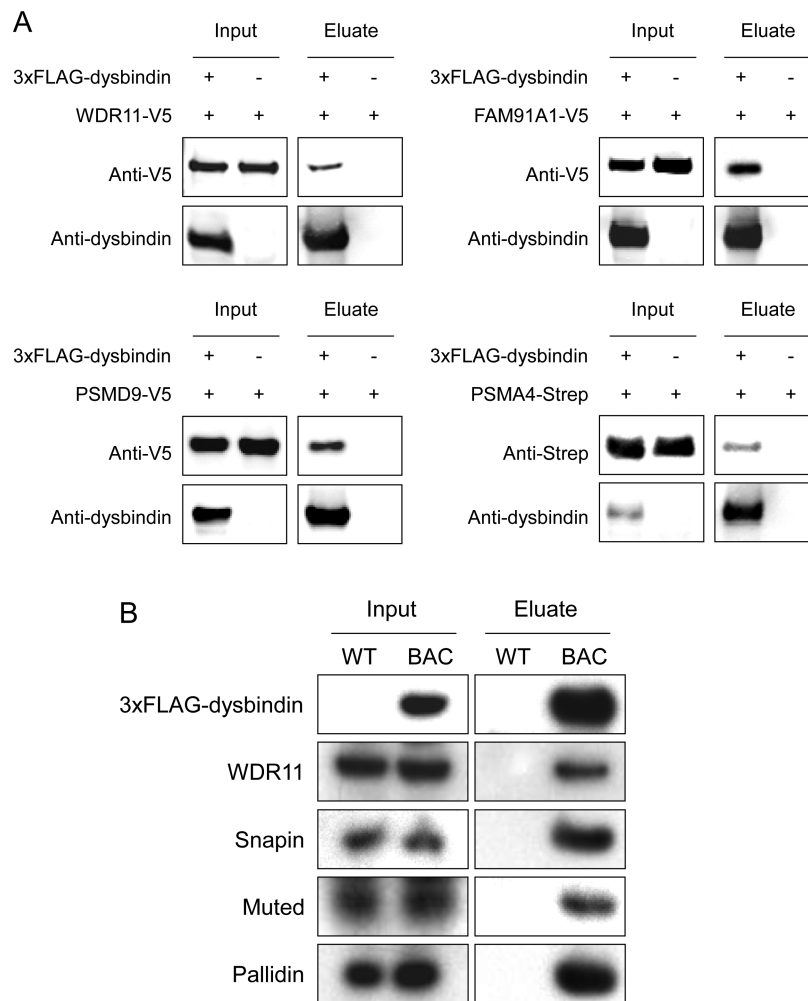 A
Input Eluate
3xFLAG-dysbindin + - + -
WDR11-V5 + + + +
Anti-V5
Anti-dysbindin
Input Eluate
3xFLAG-dysbindin + - + -
FAM91A1-V5 + + + +
Anti-V5
Anti-dysbindin
Input Eluate
3xFLAG-dysbindin + - + -
PSMD9-V5 + + + +
Anti-V5
Anti-dysbindin
Input Eluate
3xFLAG-dysbindin + - + -
PSMA4-Strep + + + +
Anti-Strep
Anti-dysbindin
B
Input Eluate
WT BAC WT BAC
3xFLAG-dysbindin
WDR11
Snapin
Muted
Pallidin